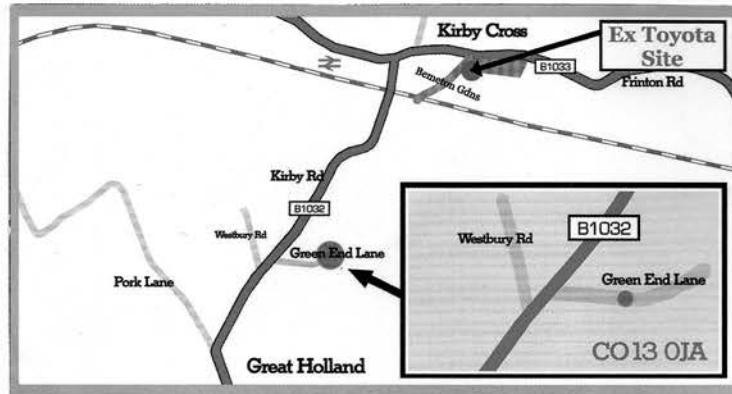 Kirby Cross
Ex Toyota
Site
B1033
Frinton Rd
Bemeton Gdns
Kirby Rd
B1032
Westbury Rd
Green End Lane
Pork Lane
Great Holland
B1032
Westbury Rd
Green End Lane
CO13 0JA